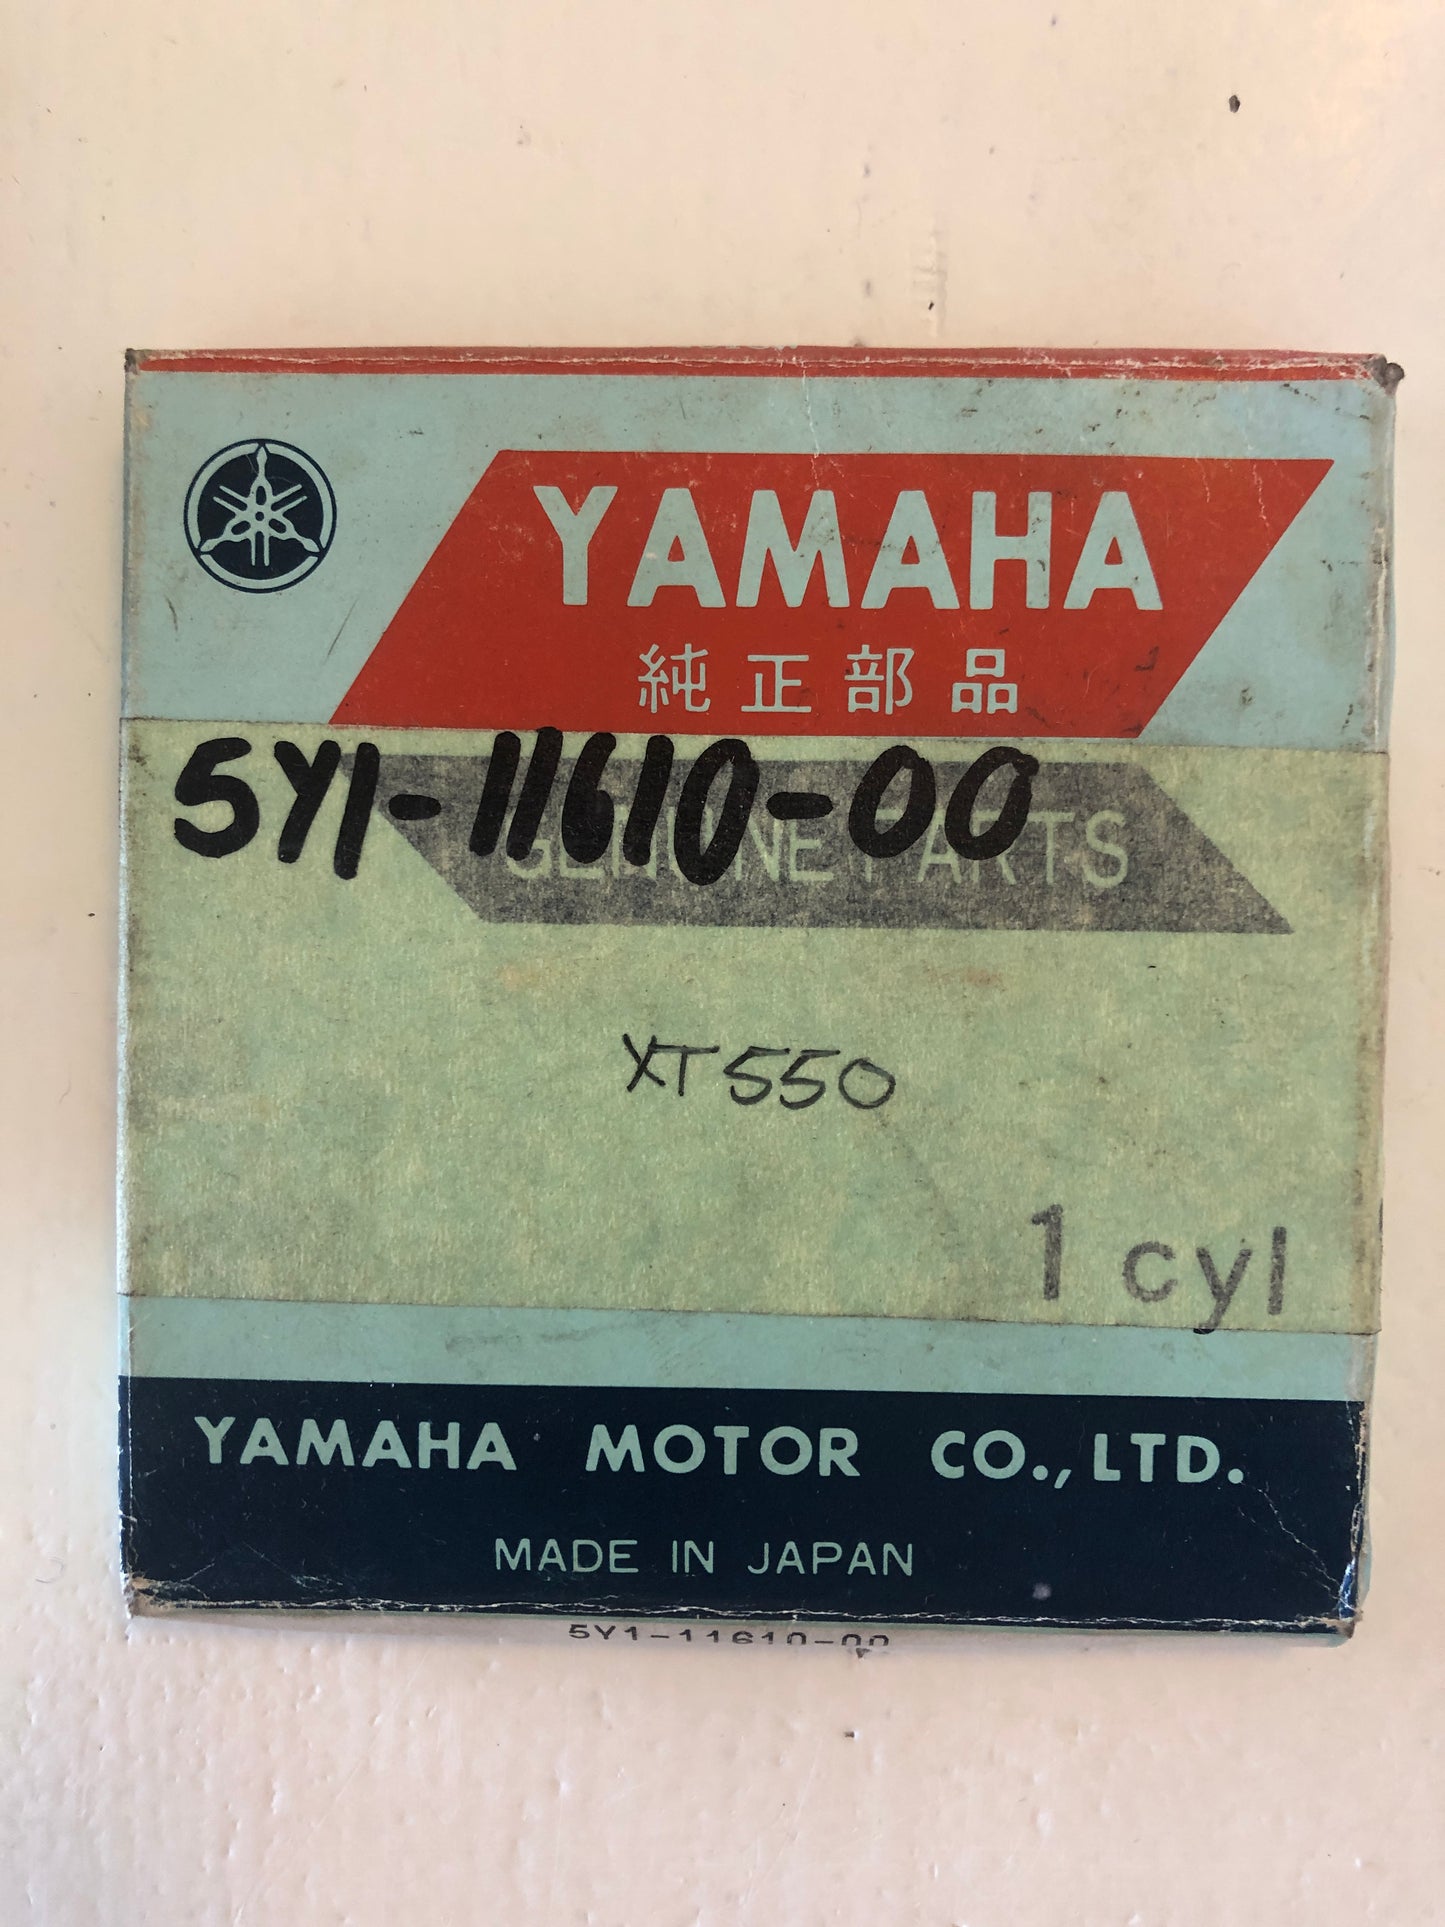 YAMAHA
純正部品
5Y1-11610-00
GENUINE PARTS
XT550
1 cyl
YAMAHA MOTOR CO., LTD.
MADE IN JAPAN
5Y1-11610-00